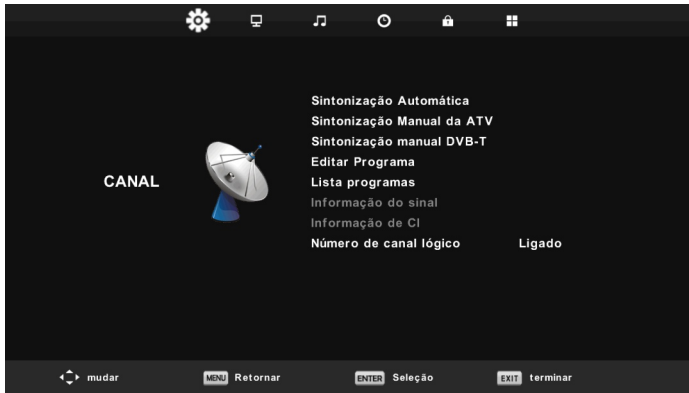 Sintonização Automática
Sintonização Manual da ATV
Sintonização manual DVB-T
Editar Programa
CANAL
Lista programas
Informação do sinal
Informação de CI
Número de canal lógico Ligado
mudar MENU Retornar ENTER Seleção EXIT terminar